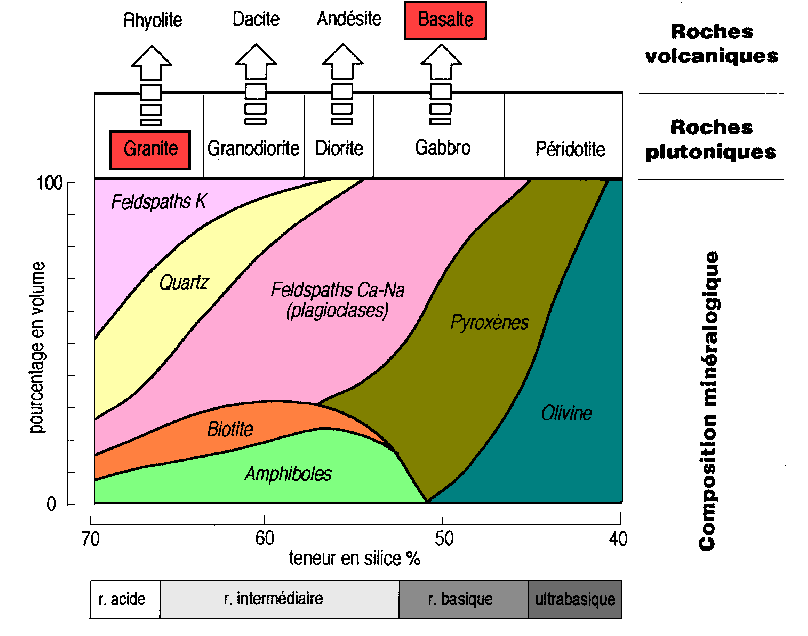 Rhyolite Dacite Andésite Basalte
Roches
volcaniques
Granite Granodiorite Diorite Gabbro Péridotite
Roches
plutoniques
100
Feldspaths K
Quartz
Feldspaths Ca-Na
(plagioclases)
Pyroxènes
Olivine
Biotite
Amphiboles
0
pourcentage en volume
Composition minéralogique
70 60 50 40
teneur en silice %
r. acide r. intermédiaire r. basique ultrabasique